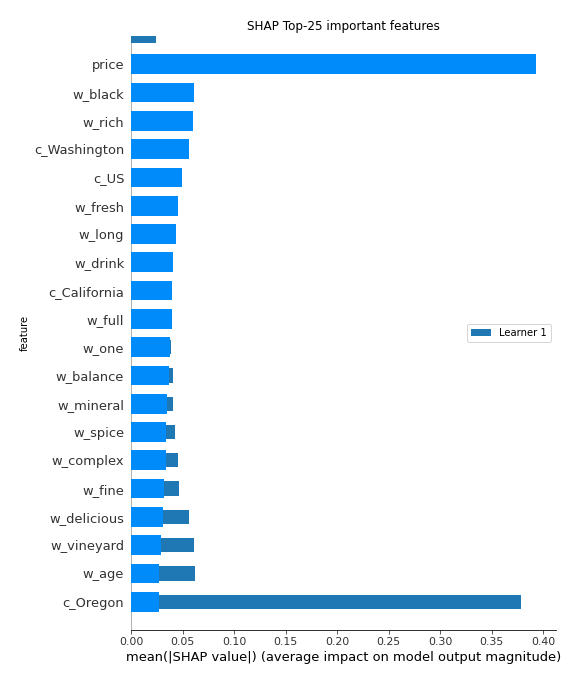 SHAP Top-25 important features
price
w_black
w_rich
c_Washington
c_US
w_fresh
w_long
w_drink
c_California
w_full
w_one
w_balance
w_mineral
w_spice
w_complex
w_fine
w_delicious
w_vineyard
w_age
c_Oregon
feature
Learner 1
0.00 0.05 0.10 0.15 0.20 0.25 0.30 0.35 0.40
mean(|SHAP value|) (average impact on model output magnitude)